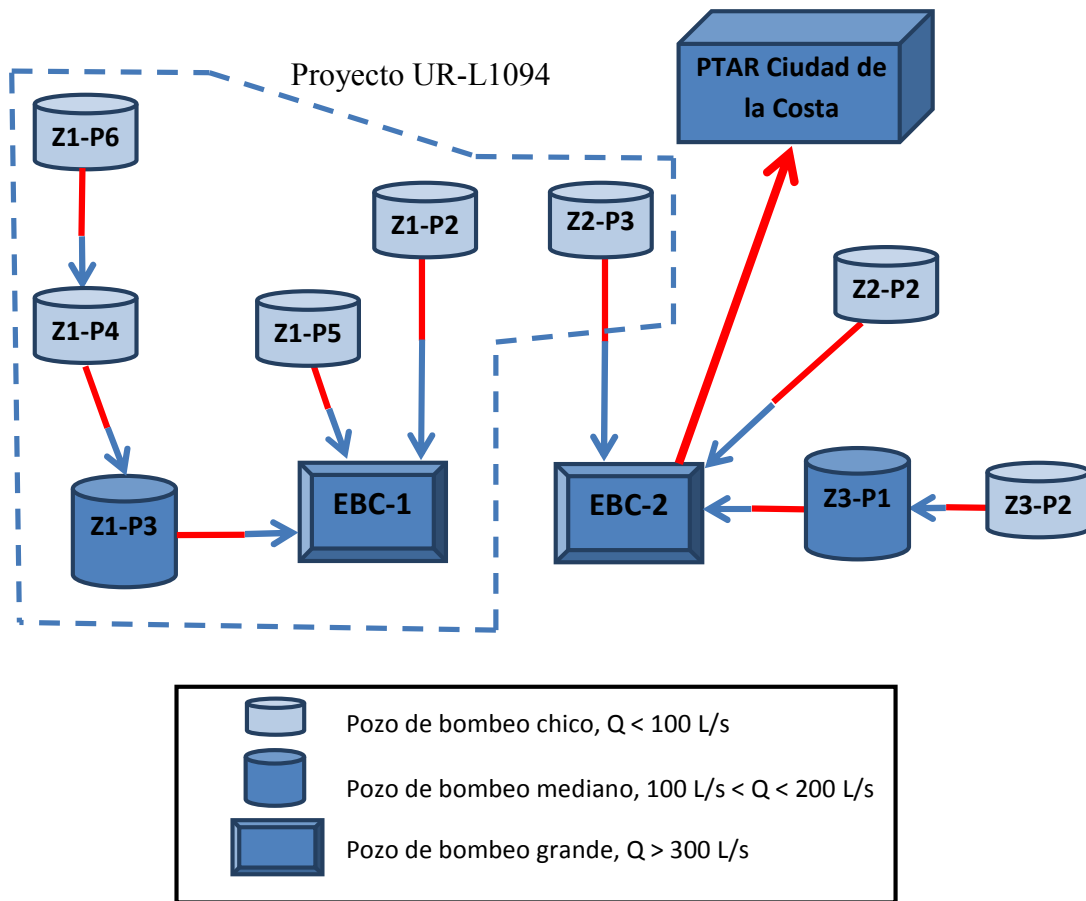 Proyecto UR-L1094
PTAR Ciudad de
la Costa
Z1-P6
Z1-P2
Z2-P3
Z2-P2
Z1-P4
Z1-P5
Z1-P3
EBC-1
EBC-2
Z3-P1
Z3-P2
Pozo de bombeo chico, Q < 100 L/s
Pozo de bombeo mediano, 100 L/s < Q < 200 L/s
Pozo de bombeo grande, Q > 300 L/s